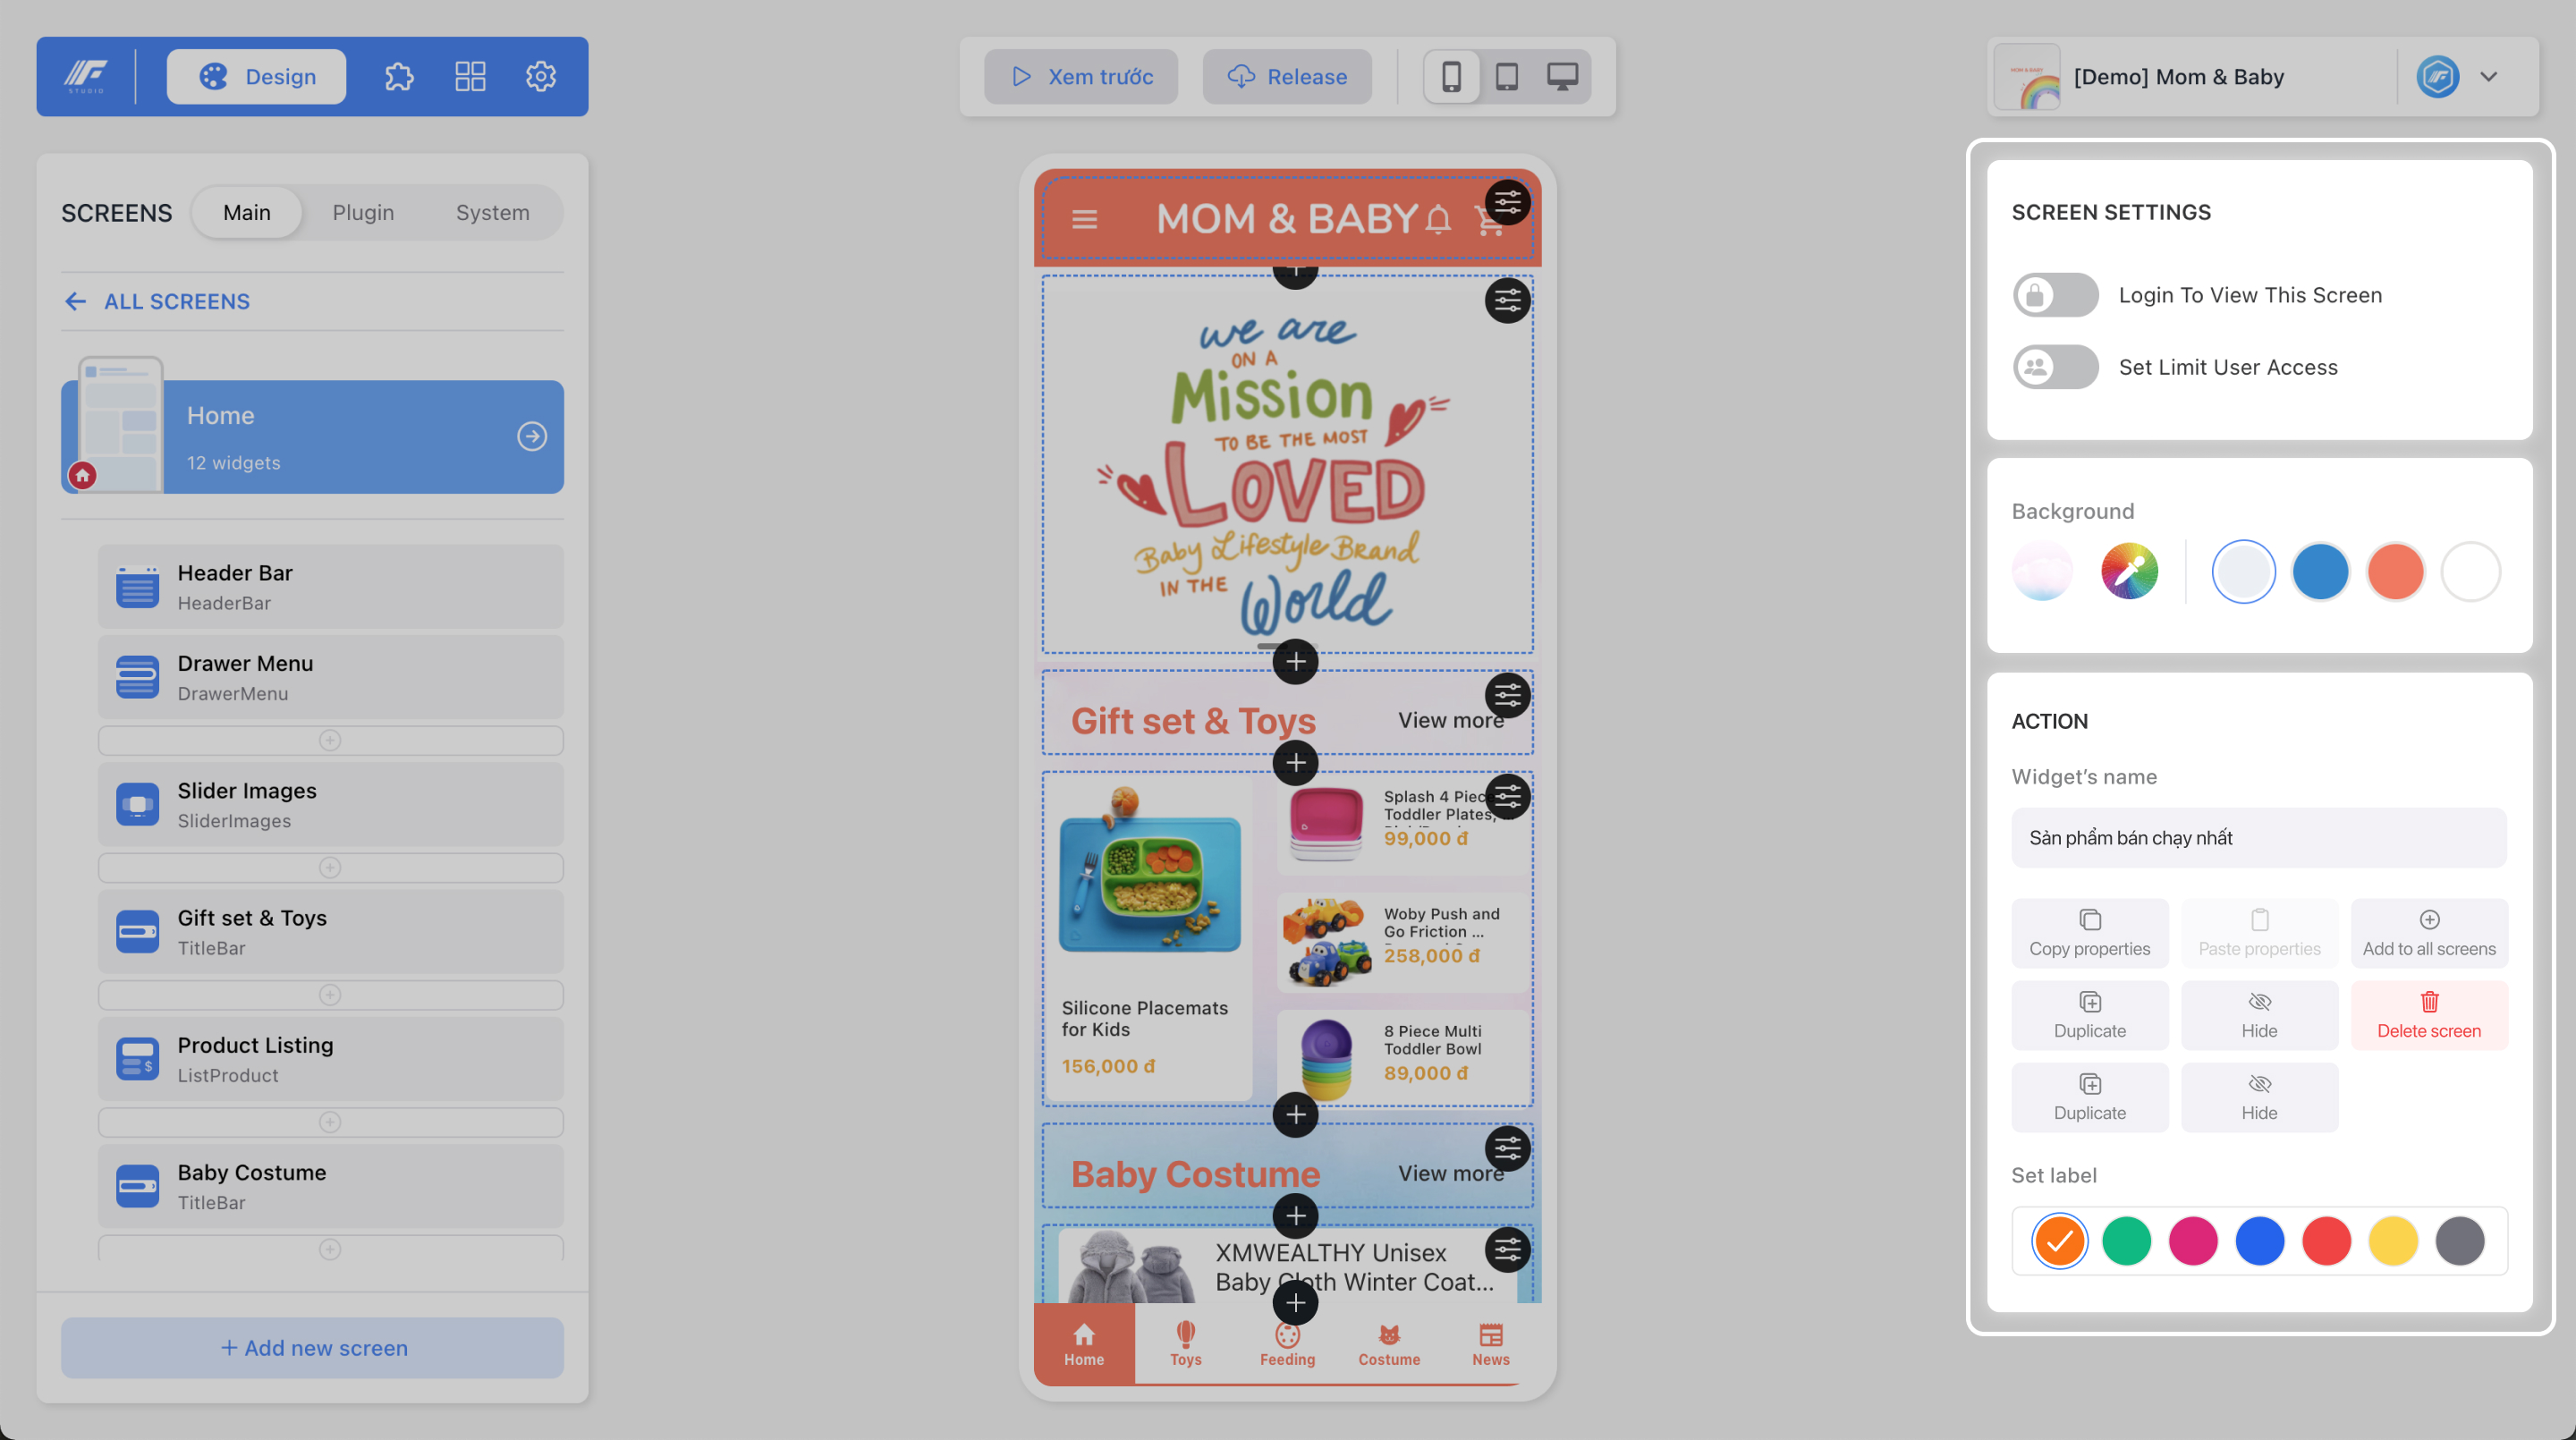 STUDIO
Design
Xem trước
Release
MOM & BABY
[Demo] Mom & Baby
SCREENS
Main
Plugin
System
ALL SCREENS
Home
12 widgets
Header Bar
HeaderBar
Drawer Menu
DrawerMenu
Slider Images
SliderImages
Gift set & Toys
TitleBar
Product Listing
ListProduct
Baby Costume
TitleBar
+ Add new screen
MOM & BABY
we are
ON A
Mission
TO BE THE MOST
LOVED
Baby Lifestyle Brand
IN THE
World
Gift set & Toys
View more
Silicone Placemats
for Kids
156,000 đ
Splash 4 Piece
Toddler Plates, ...
99,000 đ
Woby Push and
Go Friction ...
258,000 đ
8 Piece Multi
Toddler Bowl
89,000 đ
Baby Costume
View more
XMWEALTHY Unisex
Baby Cloth Winter Coat...
Home
Toys
Feeding
Costume
News
SCREEN SETTINGS
Login To View This Screen
Set Limit User Access
Background
ACTION
Widget’s name
Sản phẩm bán chạy nhất
Copy properties
Paste properties
Add to all screens
Duplicate
Hide
Delete screen
Duplicate
Hide
Set label